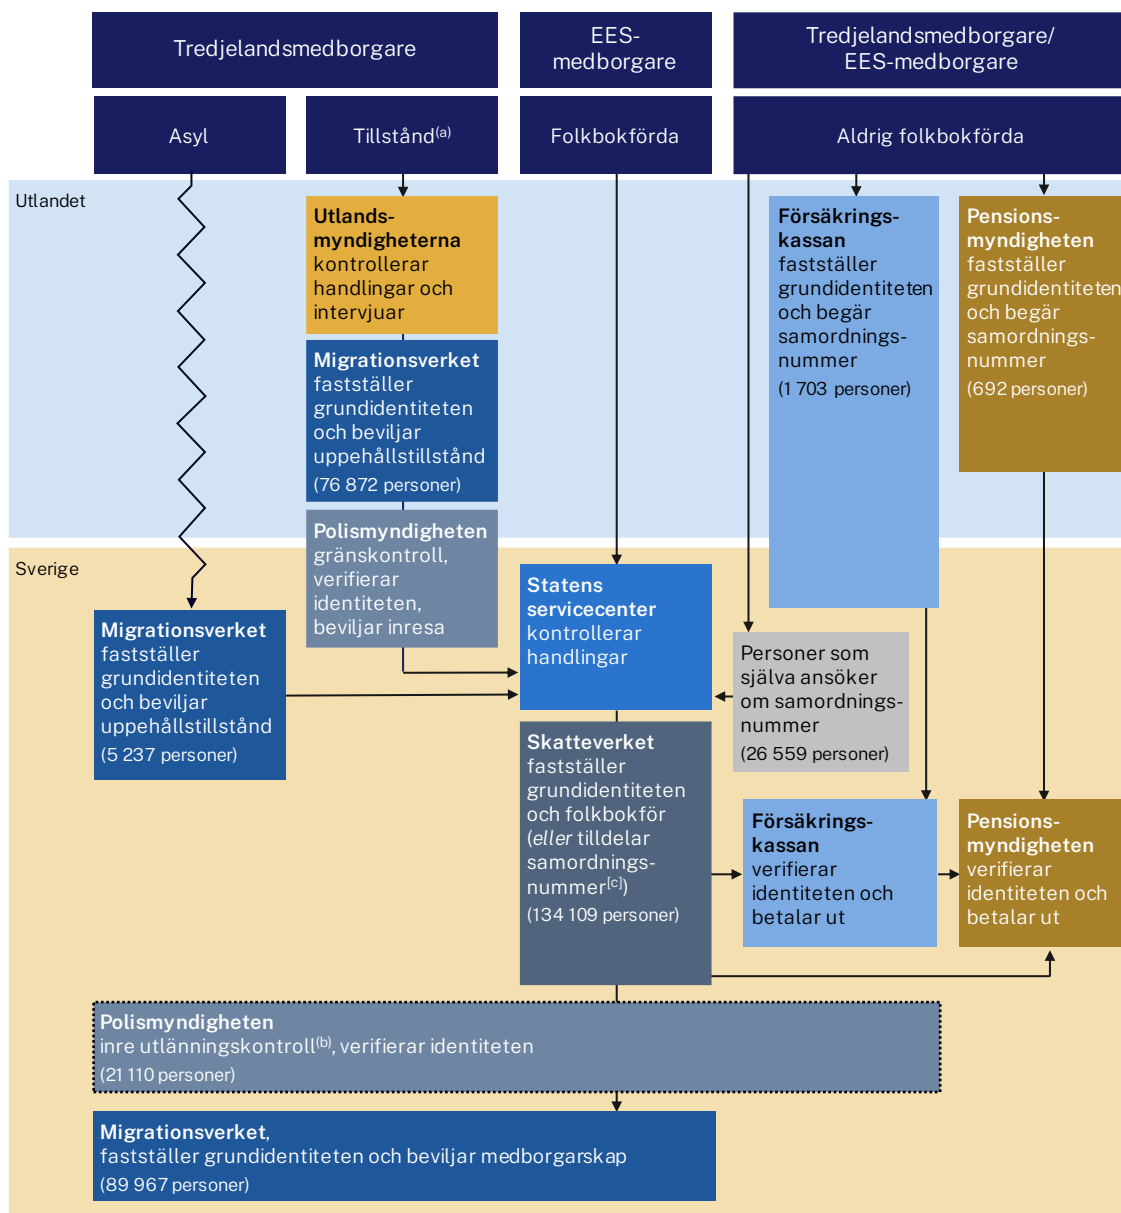 Tredjelandsmedborgare
EES-
medborgare
Tredjelandsmedborgare/
EES-medborgare
Asyl
Tillstånd(a)
Folkbokförda
Aldrig folkbokförda
Utlandet
Utlands-
myndigheterna
kontrollerar
handlingar och
intervjuar
Migrationsverket
fastställer
grundidentiteten
och beviljar
uppehållstillstånd
(76 872 personer)
Polismyndigheten
gränskontroll,
verifierar
identiteten,
beviljar inresa
Försäkrings-
kassan
fastställer
grundidentiteten
och begär
samordnings-
nummer
(1 703 personer)
Pensions-
myndigheten
fastställer
grundidentiteten
och begär
samordnings-
nummer
(692 personer)
Sverige
Migrationsverket
fastställer
grundidentiteten
och beviljar
uppehållstillstånd
(5 237 personer)
Statens
servicecenter
kontrollerar
handlingar
Personer som
själva ansöker
om samordnings-
nummer
(26 559 personer)
Skatteverket
fastställer
grundidentiteten
och folkbokför
(eller tilldelar
samordnings-
nummer[c])
(134 109 personer)
Försäkrings-
kassan
verifierar
identiteten och
betalar ut
Pensions-
myndigheten
verifierar
identiteten och
betalar ut
Polismyndigheten
inre utlänningskontroll(b), verifierar identiteten
(21 110 personer)
Migrationsverket,
fastställer grundidentiteten och beviljar medborgarskap
(89 967 personer)